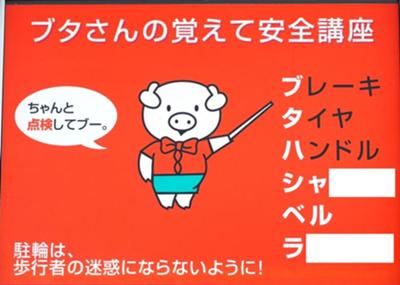 ブタさんの覚えて安全講座
ちゃんと
点検してブー。
ブレーキ
タイヤ
ハンドル
シャ
ベル
ラ
駐輪は、
歩行者の迷惑にならないように!